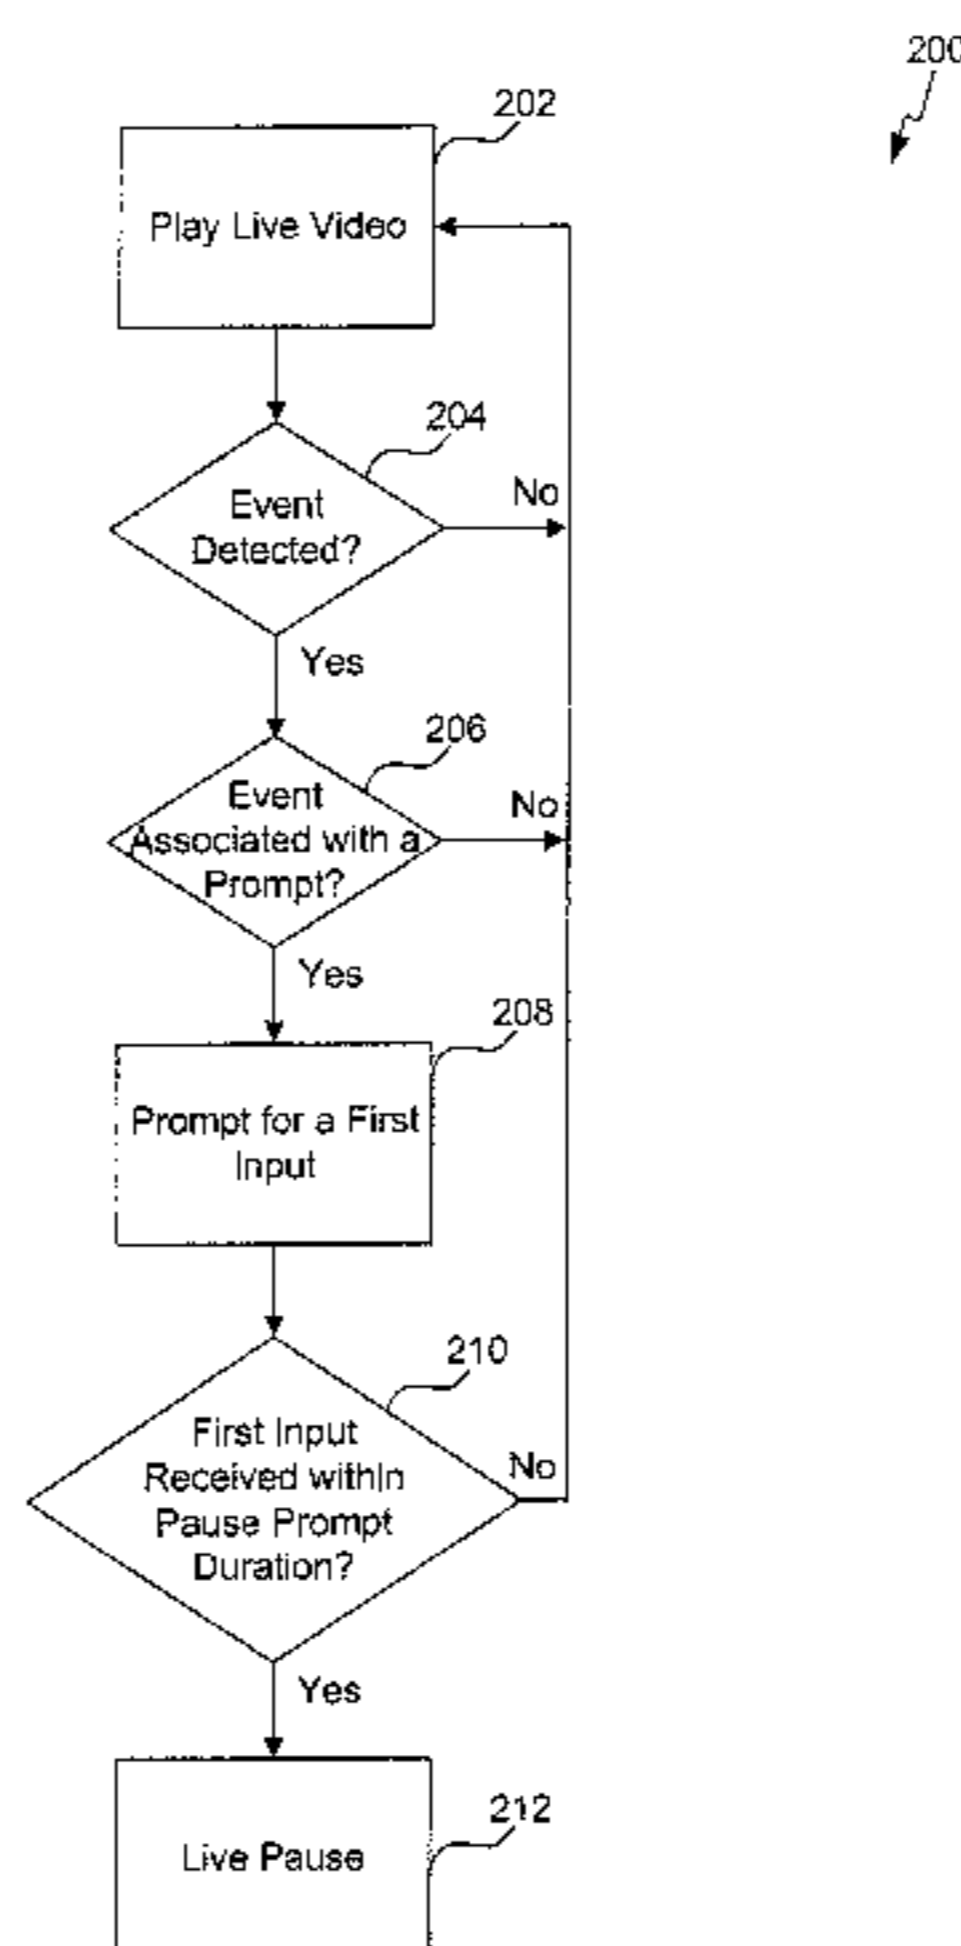 200
202
Play Live Video
204
Event
Detected?
No
Yes
206
Event
Associated with a
Prompt?
No
Yes
208
Prompt for a First
Input
210
First Input
Received within
Pause Prompt
Duration?
No
Yes
212
Live Pause